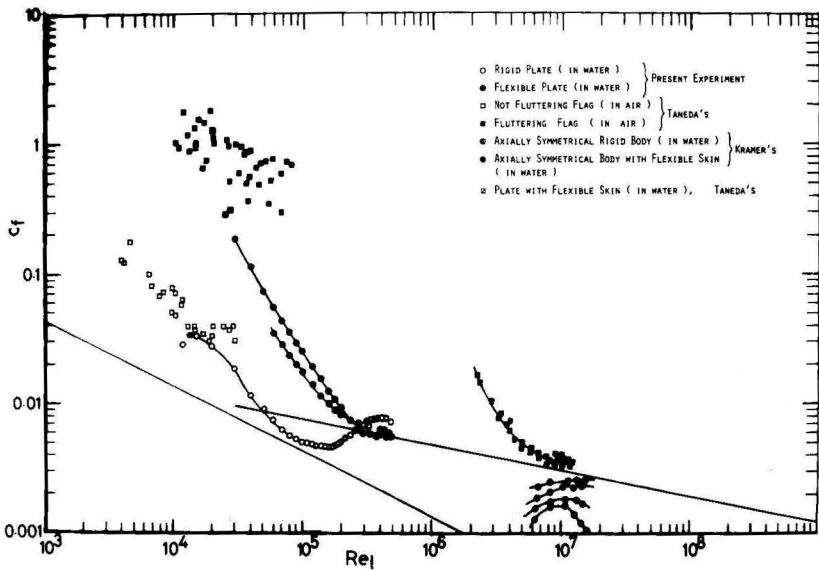 10
1
0.1
0.01
0.001
Cf
10³ 10⁴ 10⁵ 10⁶ 10⁷ 10⁸
Reₗ
○ RIGID PLATE ( IN WATER )
● FLEXIBLE PLATE (IN WATER )
PRESENT EXPERIMENT
□ NOT FLUTTERING FLAG ( IN AIR )
■ FLUTTERING FLAG ( IN AIR )
TANEDA'S
AXIALLY SYMMETRICAL RIGID BODY ( IN WATER )
● AXIALLY SYMMETRICAL BODY WITH FLEXIBLE SKIN
( IN WATER )
KRAMER'S
PLATE WITH FLEXIBLE SKIN ( IN WATER ), TANEDA'S